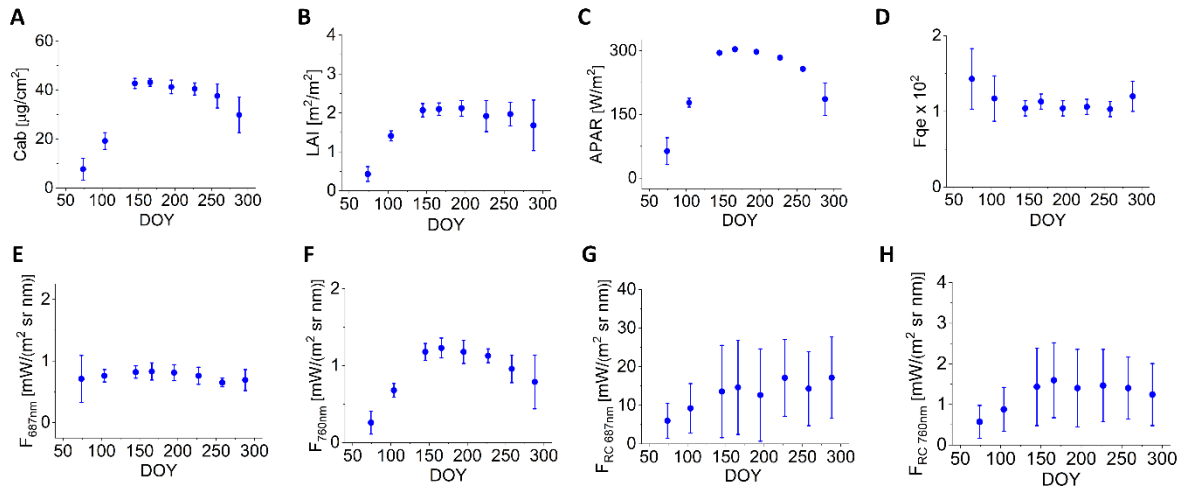 A
60
40
20
0
Cab [µg/cm²]
50 100 150 200 250 300
DOY
B
4
3
2
1
0
LAI [m²/m²]
50 100 150 200 250 300
DOY
C
300
150
0
APAR [W/m²]
50 100 150 200 250 300
DOY
D
2
1
0
Fqe x 10²
50 100 150 200 250 300
DOY
E
2
1
0
F687nm [mW/(m² sr nm)]
50 100 150 200 250 300
DOY
F
2
1
0
F760nm [mW/(m² sr nm)]
50 100 150 200 250 300
DOY
G
40
30
20
10
0
FRC 687nm [mW/(m² sr nm)]
50 100 150 200 250 300
DOY
H
4
3
2
1
0
FRC 760nm [mW/(m² sr nm)]
50 100 150 200 250 300
DOY